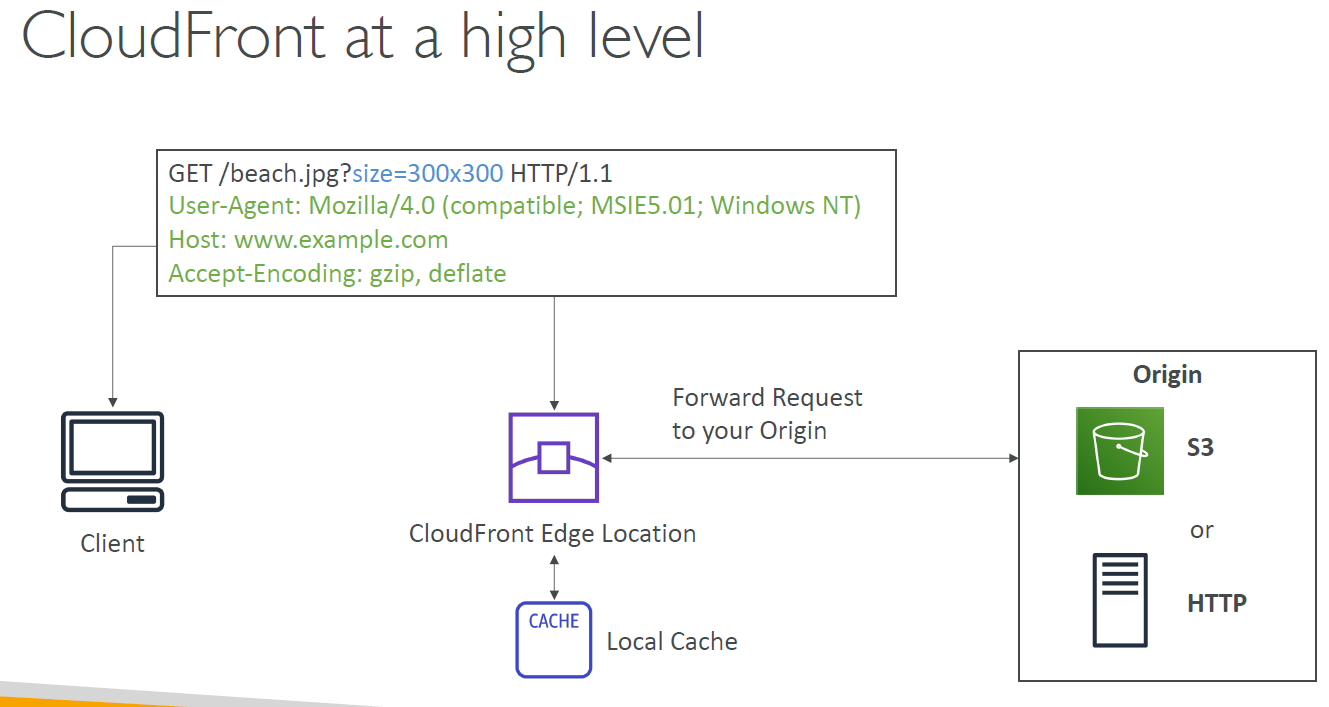 CloudFront at a high level
GET /beach.jpg?size=300x300 HTTP/1.1
User-Agent: Mozilla/4.0 (compatible; MSIE5.01; Windows NT)
Host: www.example.com
Accept-Encoding: gzip, deflate
Client
CloudFront Edge Location
CACHE
Local Cache
Forward Request
to your Origin
Origin
S3
or
HTTP